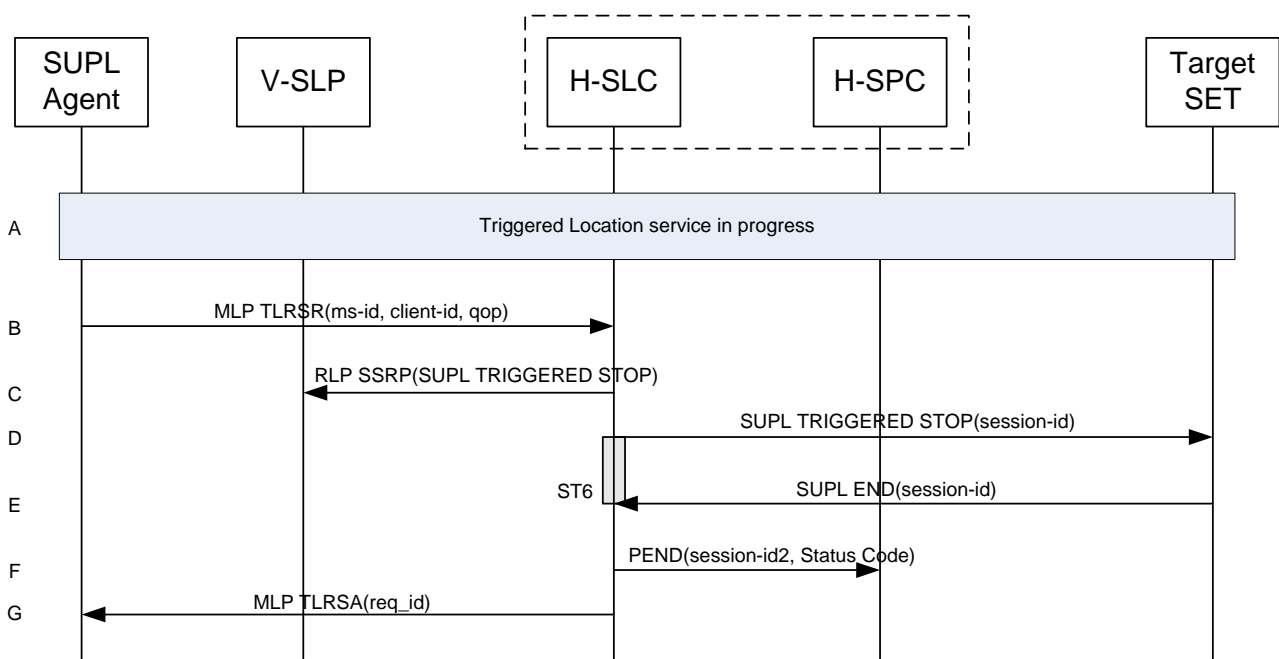 SUPL
Agent
V-SLP
H-SLC
H-SPC
Target
SET
A
Triggered Location service in progress
B
MLP TLRSR(ms-id, client-id, qop)
C
RLP SSRP(SUPL TRIGGERED STOP)
D
SUPL TRIGGERED STOP(session-id)
ST6
E
SUPL END(session-id)
F
PEND(session-id2, Status Code)
G
MLP TLRSA(req_id)